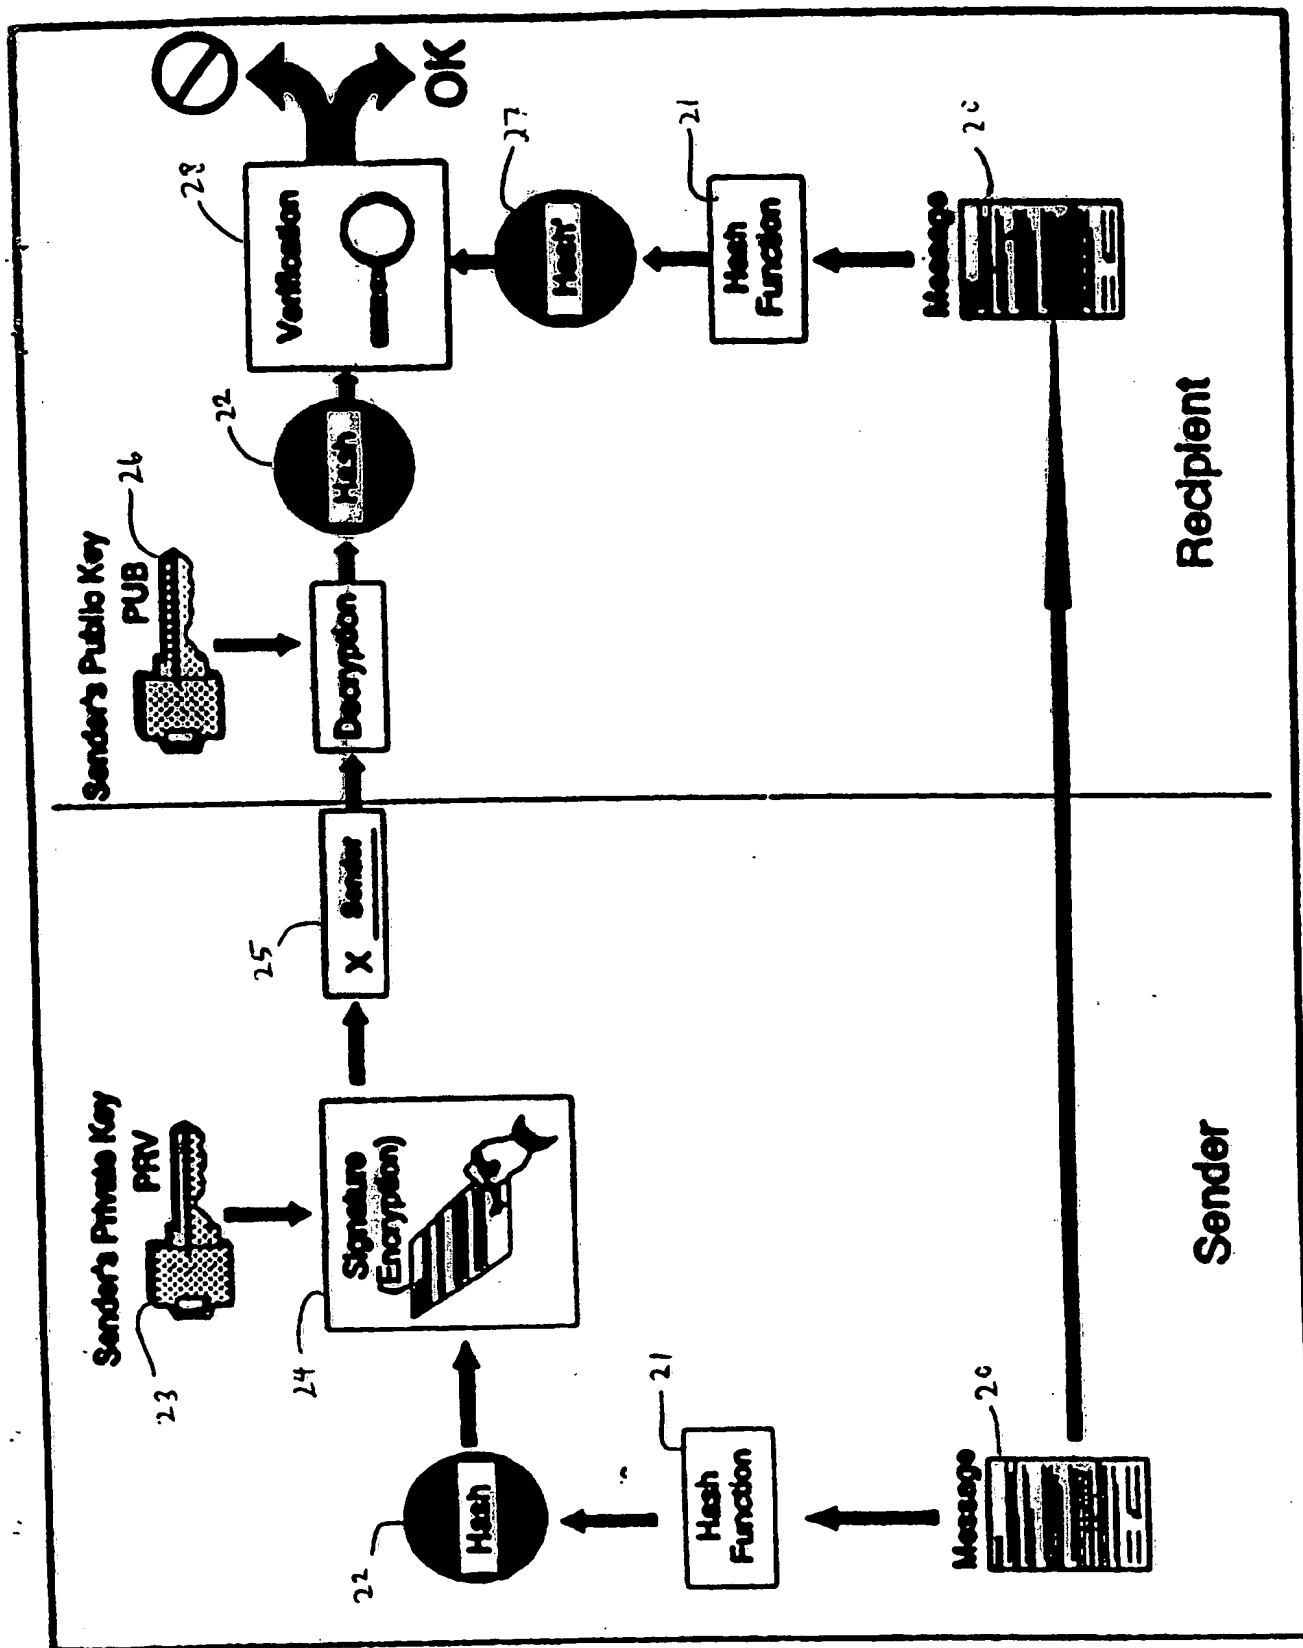 Sender's Private Key
PRV
23
Signature
(Encryption)
24
Hash
22
Hash
Function
21
Message
20
X Sender
25
Sender
Sender's Public Key
PUB
26
Decryption
Hash
22
Verification
28
OK
Hash'
27
Hash
Function
21
Message
20
Recipient